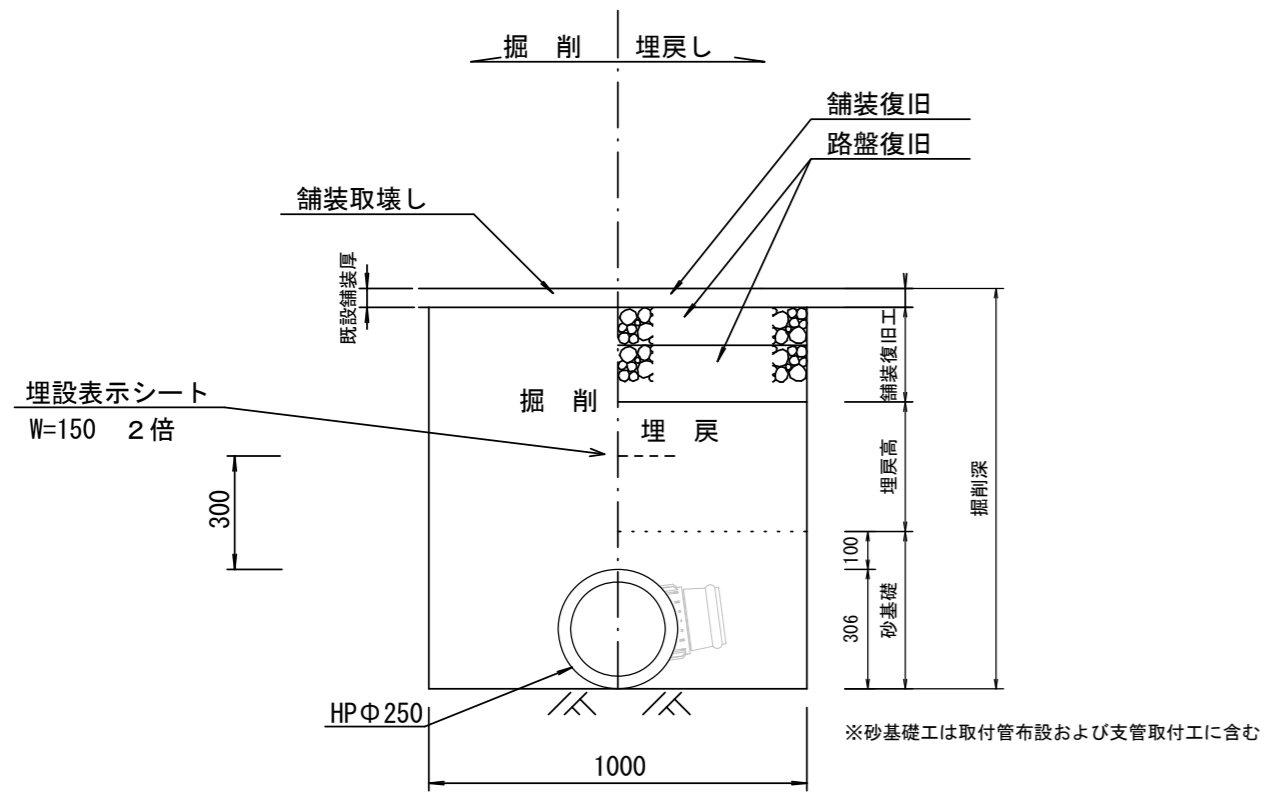 掘　削　埋戻し
舗装復旧
路盤復旧
舗装取壊し
既設舗装厚
舗装復旧工
埋設表示シート
W=150　２倍
掘　削
埋　戻
埋戻高
掘削深
300
100
306
砂基礎
HPΦ250
※砂基礎工は取付管布設および支管取付工に含む
1000